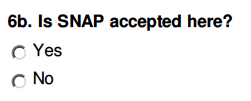 6b. Is SNAP accepted here?
Yes
No